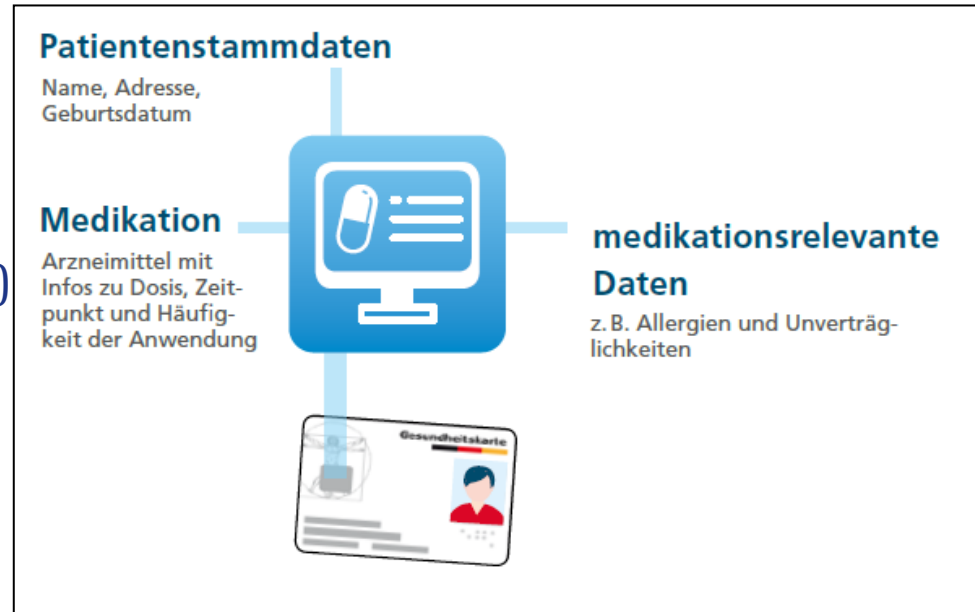 Patientenstammdaten
Name, Adresse,
Geburtsdatum
Medikation
Arzneimittel mit
Infos zu Dosis, Zeit-
punkt und Häufig-
keit der Anwendung
medikationsrelevante
Daten
z. B. Allergien und Unverträg-
lichkeiten
Gesundheitskarte
)